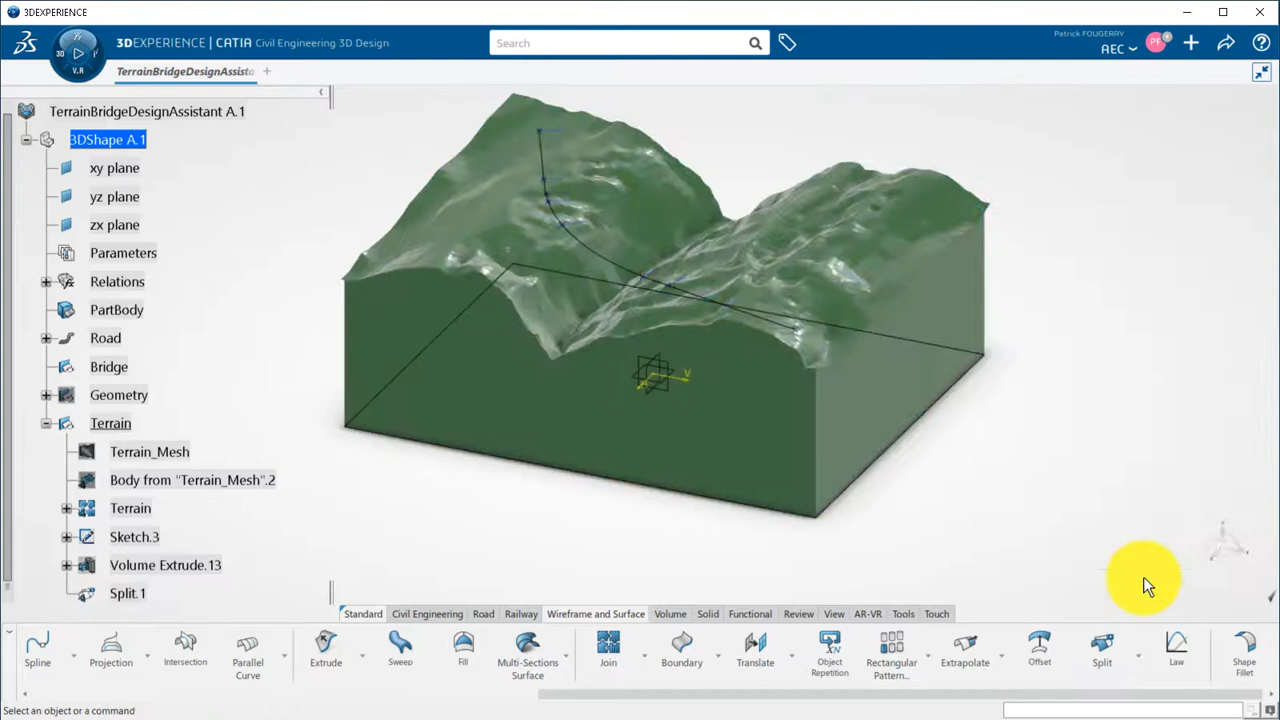 3DEXPERIENCE
3DEXPERIENCE | CATIA Civil Engineering 3D Design
Search
Patrick FOUGERAY
AEC
PF
3D
V.R
TerrainBridgeDesignAssista
TerrainBridgeDesignAssistant A.1
3DShape A.1
xy plane
yz plane
zx plane
Parameters
Relations
PartBody
Road
Bridge
Geometry
Terrain
Terrain_Mesh
Body from "Terrain_Mesh".2
Terrain
Sketch.3
Volume Extrude.13
Split.1
Standard Civil Engineering Road Railway Wireframe and Surface Volume Solid Functional Review View AR-VR Tools Touch
Spline Projection Intersection Parallel Curve Extrude Sweep Fill Multi-Sections Surface Join Boundary Translate Object Repetition Rectangular Pattern... Extrapolate Offset Split Law Shape Fillet
Select an object or a command